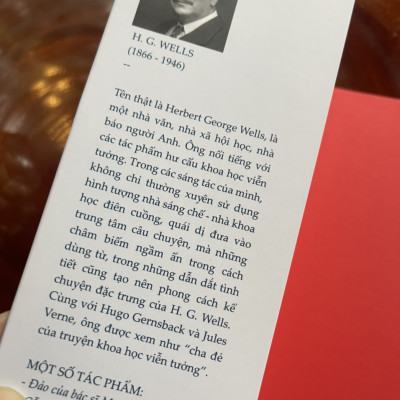 H. G. WELLS
(1866 - 1946)
--
Tên thật là Herbert George Wells, là
một nhà văn, nhà xã hội học, nhà
báo người Anh. Ông nổi tiếng với
các tác phẩm hư cấu khoa học viễn
tưởng. Trong các sáng tác của mình,
không chỉ thường xuyên sử dụng
hình tượng nhà sáng chế - nhà khoa
học điên cuồng, quái dị đưa vào
trung tâm câu chuyện, mà những
châm biếm ngầm ẩn trong cách
dùng từ, trong những dẫn dắt tình
tiết cũng tạo nên phong cách kể
chuyện đặc trưng của H. G. Wells.
Cùng với Hugo Gernsback và Jules
Verne, ông được xem như “cha đẻ
của truyện khoa học viễn tưởng”.
MỘT SỐ TÁC PHẨM:
- Đảo của bác sĩ